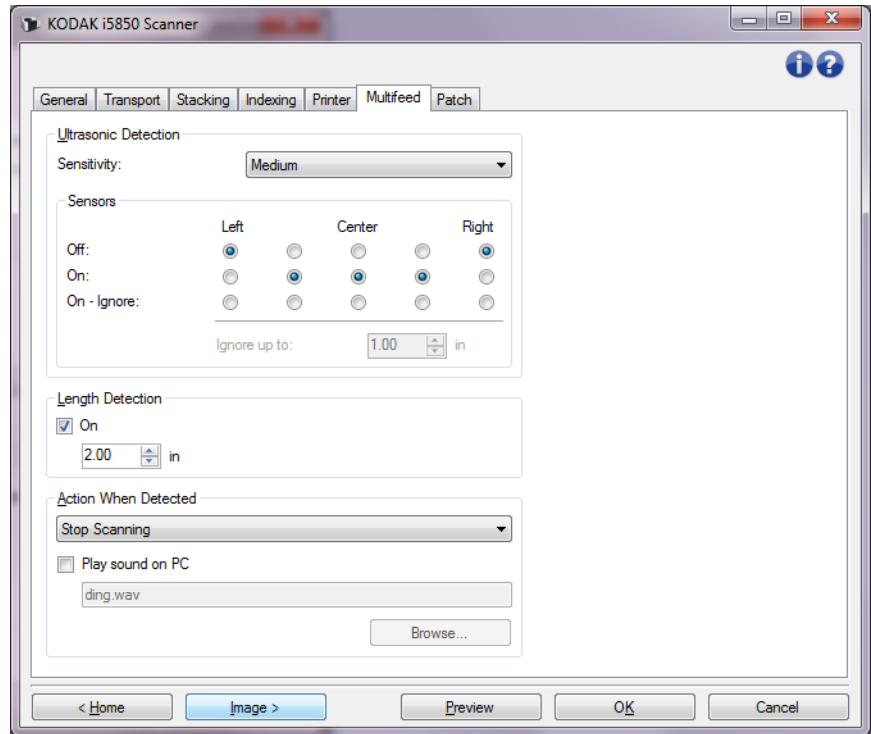 KODAK i5850 Scanner
General Transport Stacking Indexing Printer Multifeed Patch
Ultrasonic Detection
Sensitivity: Medium
Sensors
Left Center Right
Off:
On:
On - Ignore:
Ignore up to: 1.00 in
Length Detection
On
2.00 in
Action When Detected
Stop Scanning
Play sound on PC
ding.wav
Browse...
< Home Image > Preview OK Cancel